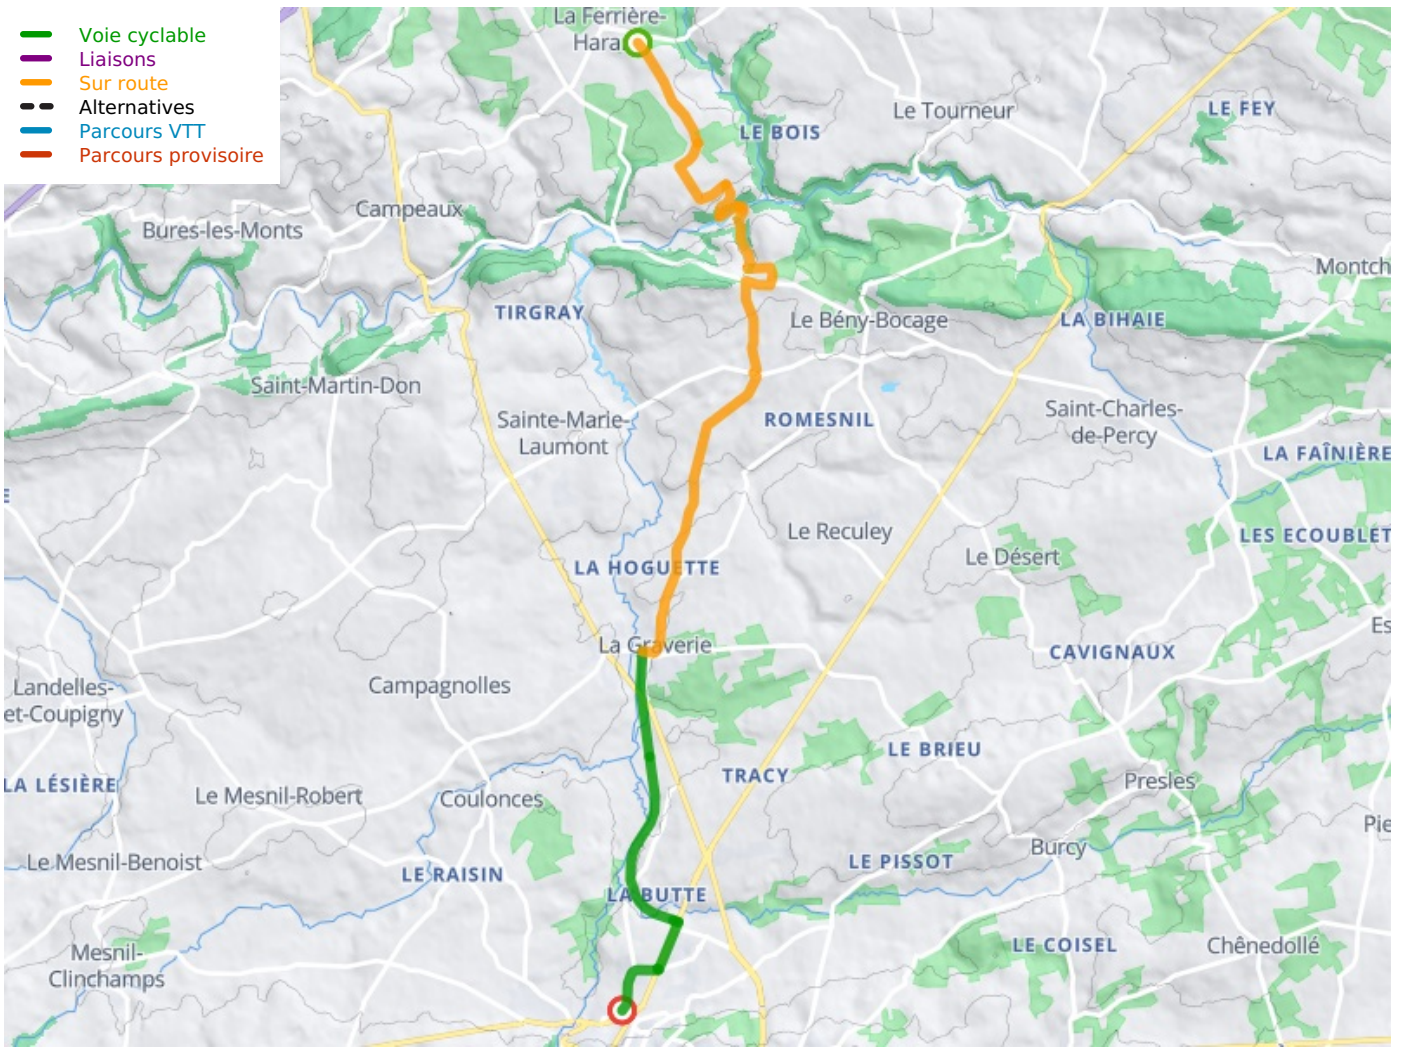 Voie cyclable
Liaisons
Sur route
Alternatives
Parcours VTT
Parcours provisoire
La Ferrière-
Hara
Le Tourneur
LE FEY
LE BOIS
Campeaux
Bures-les-Monts
Montch
TIRGRAY
Le Bény-Bocage
LA BIHAIE
Saint-Martin-Don
Sainte-Marie-
Laumont
ROMESNIL
Saint-Charles-
de-Percy
LA FAÎNIÈRE
E
Le Reculey
LES ECOUBLET
Le Désert
LA HOGUETTE
Es
La Graverie
CAVIGNAUX
Landelles-
et-Coupigny
Campagnolles
LE BRIEU
TRACY
Presles
LA LÉSIÈRE
Le Mesnil-Robert
Coulonces
Pie
Burcy
Le Mesnil-Benoist
LE RAISIN
LE PISSOT
LA BUTTE
Mesnil-
Clinchamps
LE COISEL
Chênedollé